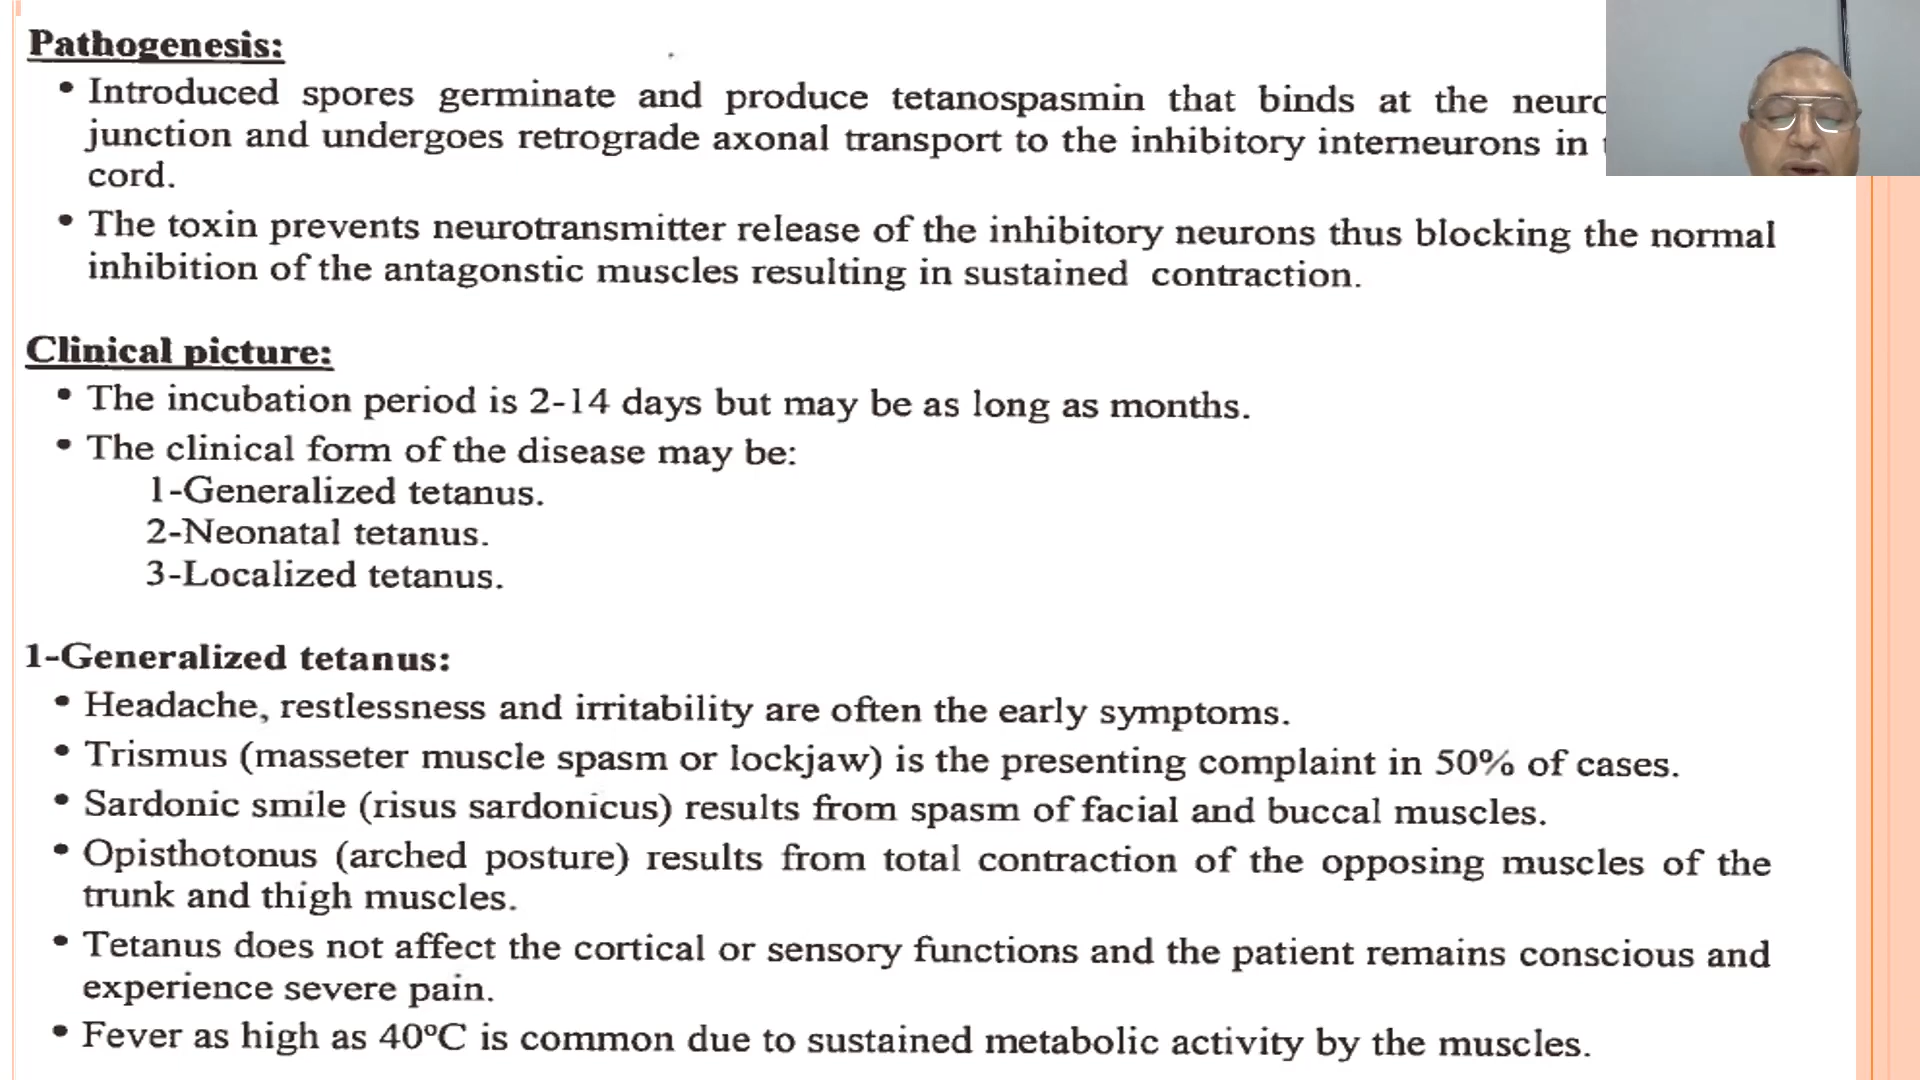 Pathogenesis:
• Introduced spores germinate and produce tetanospasmin that binds at the
junction and undergoes retrograde axonal transport to the inhibitory interneurons in
cord.
• The toxin prevents neurotransmitter release of the inhibitory neurons thus blocking the normal
inhibition of the antagonstic muscles resulting in sustained contraction.
Clinical picture:
• The incubation period is 2-14 days but may be as long as months.
• The clinical form of the disease may be:
1-Generalized tetanus.
2-Neonatal tetanus.
3-Localized tetanus.
1-Generalized tetanus:
• Headache, restlessness and irritability are often the early symptoms.
• Trismus (masseter muscle spasm or lockjaw) is the presenting complaint in 50% of cases.
• Sardonic smile (risus sardonicus) results from spasm of facial and buccal muscles.
• Opisthotonus (arched posture) results from total contraction of the opposing muscles of the
trunk and thigh muscles.
• Tetanus does not affect the cortical or sensory functions and the patient remains conscious and
experience severe pain.
• Fever as high as 40ºC is common due to sustained metabolic activity by the muscles.